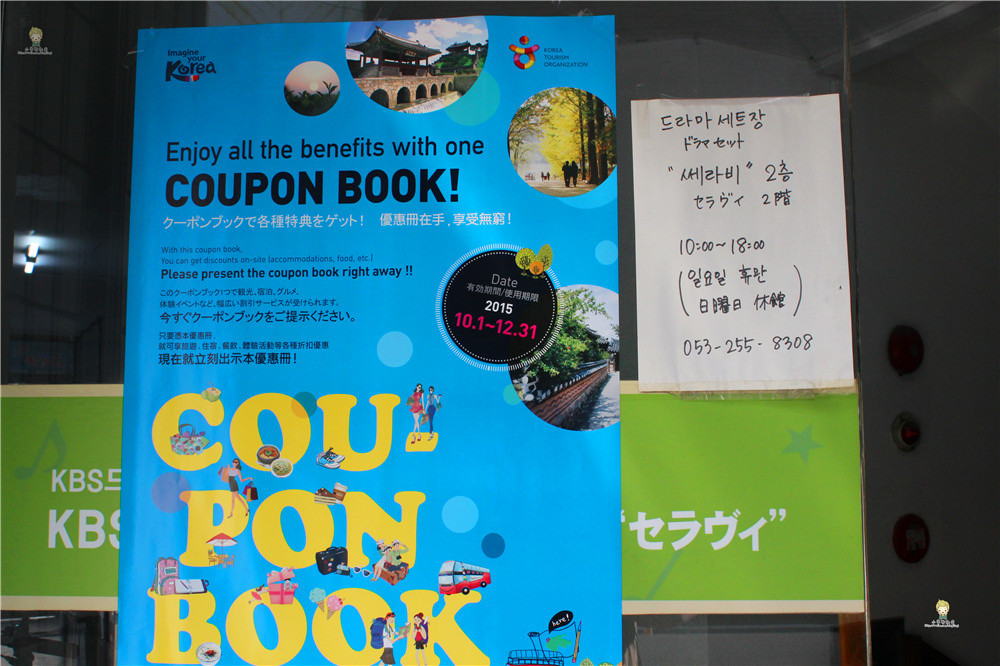 Imagine
your
Korea
KOREA
TOURISM
ORGANIZATION
Enjoy all the benefits with one
COUPON BOOK!
クーポンブックで各種特典をゲット！ 優惠冊在手，享受無窮！
With this coupon book,
You can get discounts on-site (accommodations, food, etc.)
Please present the coupon book right away !!
このクーポンブック1つで観光、宿泊、グルメ、
体験イベントなど、幅広い割引サービスが受けられます。
今すぐクーポンブックをご提示ください。
只要憑本優惠冊，
就可享旅遊、住宿、餐飲、體驗活動等各種折扣優惠
現在就立刻出示本優惠冊！
Date
有効期間/使用期限
2015
10.1~12.31
COU-
PON
BOOK
here!
드라마 세트장
ドラマ セット
"쎄라비" 2층
セラヴィ 2階
10:00~18:00
(일요일 휴관
日曜日 休館)
053-255-8308
KBS드
KBS
"セラヴィ"